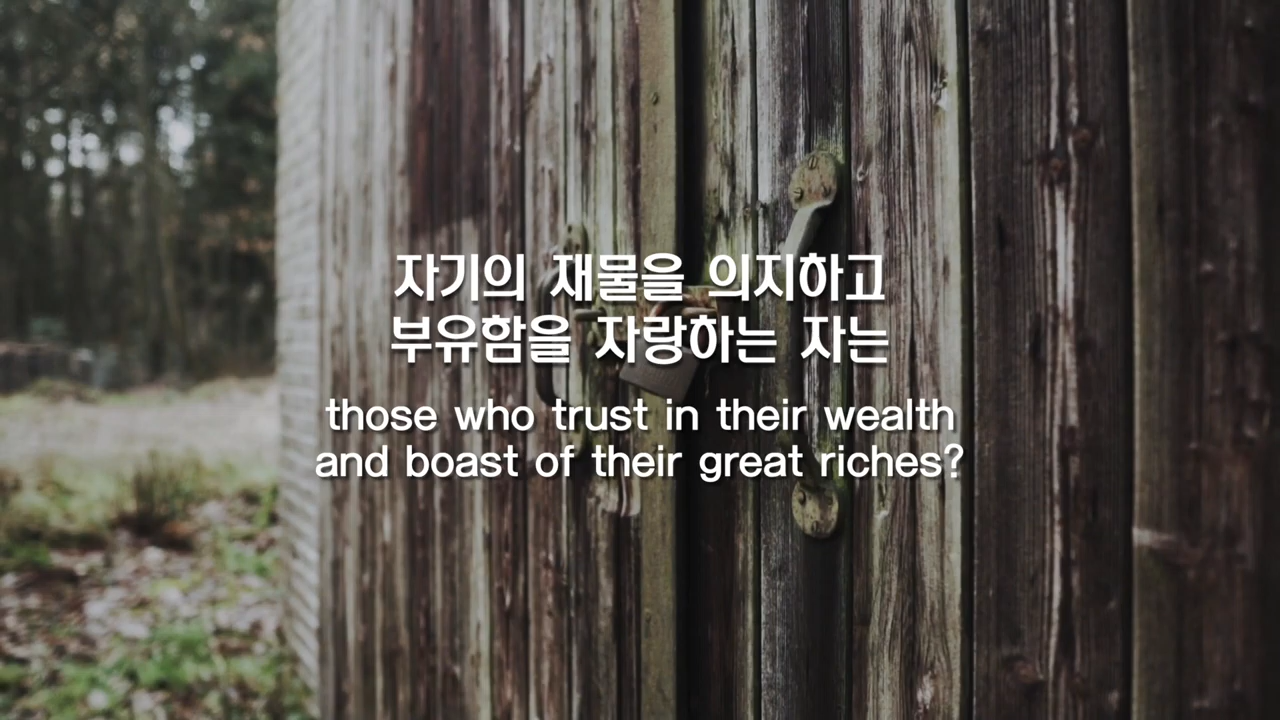 자기의 재물을 의지하고
부유함을 자랑하는 자는
those who trust in their wealth
and boast of their great riches?